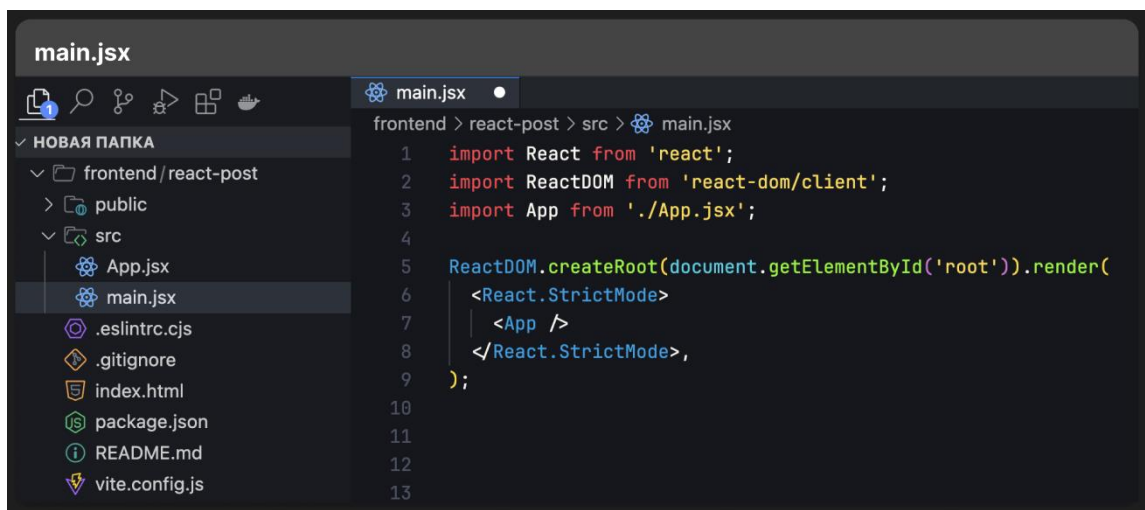 main.jsx
1
НОВАЯ ПАПКА
frontend/react-post
public
src
App.jsx
main.jsx
.eslintrc.cjs
.gitignore
index.html
package.json
README.md
vite.config.js
main.jsx
frontend > react-post > src > main.jsx
1 import React from 'react';
2 import ReactDOM from 'react-dom/client';
3 import App from './App.jsx';
4
5 ReactDOM.createRoot(document.getElementById('root')).render(
6 <React.StrictMode>
7 <App />
8 </React.StrictMode>,
9 );
10
11
12
13